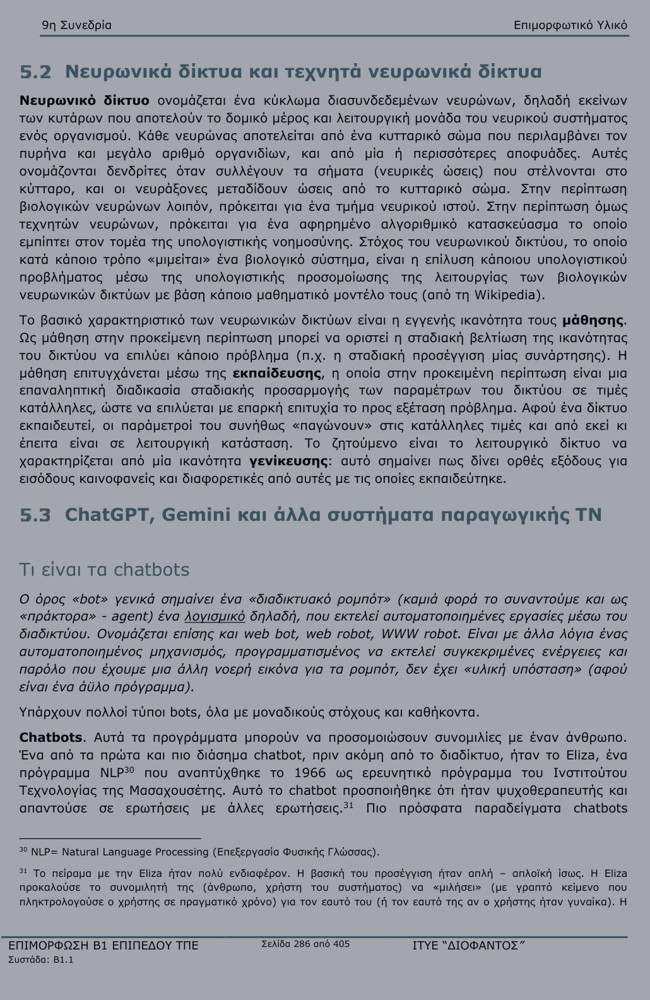 9η Συνεδρία
Επιμορφωτικό Υλικό
5.2 Νευρωνικά δίκτυα και τεχνητά νευρωνικά δίκτυα
Νευρωνικό δίκτυο ονομάζεται ένα κύκλωμα διασυνδεδεμένων νευρώνων, δηλαδή εκείνων
των κυτάρων που αποτελούν το δομικό μέρος και λειτουργική μονάδα του νευρικού συστήματος
ενός οργανισμού. Κάθε νευρώνας αποτελείται από ένα κυτταρικό σώμα που περιλαμβάνει τον
πυρήνα και μεγάλο αριθμό οργανιδίων, και από μία ή περισσότερες αποφυάδες. Αυτές
ονομάζονται δενδρίτες όταν συλλέγουν τα σήματα (νευρικές ώσεις) που στέλνονται στο
κύτταρο, και οι νευράξονες μεταδίδουν ώσεις από το κυτταρικό σώμα. Στην περίπτωση
βιολογικών νευρώνων λοιπόν, πρόκειται για ένα τμήμα νευρικού ιστού. Στην περίπτωση όμως
τεχνητών νευρώνων, πρόκειται για ένα αφηρημένο αλγοριθμικό κατασκεύασμα το οποίο
εμπίπτει στον τομέα της υπολογιστικής νοημοσύνης. Στόχος του νευρωνικού δικτύου, το οποίο
κατά κάποιο τρόπο «μιμείται» ένα βιολογικό σύστημα, είναι η επίλυση κάποιου υπολογιστικού
προβλήματος μέσω της υπολογιστικής προσομοίωσης της λειτουργίας των βιολογικών
νευρωνικών δικτύων με βάση κάποιο μαθηματικό μοντέλο τους (από τη Wikipedia).
Το βασικό χαρακτηριστικό των νευρωνικών δικτύων είναι η εγγενής ικανότητα τους μάθησης.
Ως μάθηση στην προκείμενη περίπτωση μπορεί να οριστεί η σταδιακή βελτίωση της ικανότητας
του δικτύου να επιλύει κάποιο πρόβλημα (π.χ. η σταδιακή προσέγγιση μίας συνάρτησης). Η
μάθηση επιτυγχάνεται μέσω της εκπαίδευσης, η οποία στην προκειμένη περίπτωση είναι μια
επαναληπτική διαδικασία σταδιακής προσαρμογής των παραμέτρων του δικτύου σε τιμές
κατάλληλες, ώστε να επιλύεται με επαρκή επιτυχία το προς εξέταση πρόβλημα. Αφού ένα δίκτυο
εκπαιδευτεί, οι παράμετροί του συνήθως «παγώνουν» στις κατάλληλες τιμές και από εκεί κι
έπειτα είναι σε λειτουργική κατάσταση. Το ζητούμενο είναι το λειτουργικό δίκτυο να
χαρακτηρίζεται από μία ικανότητα γενίκευσης: αυτό σημαίνει πως δίνει ορθές εξόδους για
εισόδους καινοφανείς και διαφορετικές από αυτές με τις οποίες εκπαιδεύτηκε.
5.3 ChatGPT, Gemini και άλλα συστήματα παραγωγικής ΤΝ
Τι είναι τα chatbots
Ο όρος «bot» γενικά σημαίνει ένα «διαδικτυακό ρομπότ» (καμιά φορά το συναντούμε και ως
«πράκτορα» - agent) ένα λογισμικό δηλαδή, που εκτελεί αυτοματοποιημένες εργασίες μέσω του
διαδικτύου. Ονομάζεται επίσης και web bot, web robot, WWW robot. Είναι με άλλα λόγια ένας
αυτοματοποιημένος μηχανισμός, προγραμματισμένος να εκτελεί συγκεκριμένες ενέργειες και
παρόλο που έχουμε μια άλλη νοερή εικόνα για τα ρομπότ, δεν έχει «υλική υπόσταση» (αφού
είναι ένα άϋλο πρόγραμμα).
Υπάρχουν πολλοί τύποι bots, όλα με μοναδικούς στόχους και καθήκοντα.
Chatbots. Αυτά τα προγράμματα μπορούν να προσομοιώσουν συνομιλίες με έναν άνθρωπο.
Ένα από τα πρώτα και πιο διάσημα chatbot, πριν ακόμη από το διαδίκτυο, ήταν το Eliza, ένα
πρόγραμμα NLP30 που αναπτύχθηκε το 1966 ως ερευνητικό πρόγραμμα του Ινστιτούτου
Τεχνολογίας της Μασαχουσέτης. Αυτό το chatbot προσποιήθηκε ότι ήταν ψυχοθεραπευτής και
απαντούσε σε ερωτήσεις με άλλες ερωτήσεις.31 Πιο πρόσφατα παραδείγματα chatbots
30 NLP= Natural Language Processing (Επεξεργασία Φυσικής Γλώσσας).
31 Το πείραμα με την Eliza ήταν πολύ ενδιαφέρον. Η βασική του προσέγγιση ήταν απλή – απλοϊκή ίσως. Η Eliza
προκαλούσε το συνομιλητή της (άνθρωπο, χρήστη του συστήματος) να «μιλήσει» (με γραπτό κείμενο που
πληκτρολογούσε ο χρήστης σε πραγματικό χρόνο) για τον εαυτό του (ή τον εαυτό της αν ο χρήστης ήταν γυναίκα). Η
ΕΠΙΜΟΡΦΩΣΗ Β1 ΕΠΙΠΕΔΟΥ ΤΠΕ
Σελίδα 286 από 405
ΙΤΥΕ “ΔΙΟΦΑΝΤΟΣ”
Συστάδα: Β1.1